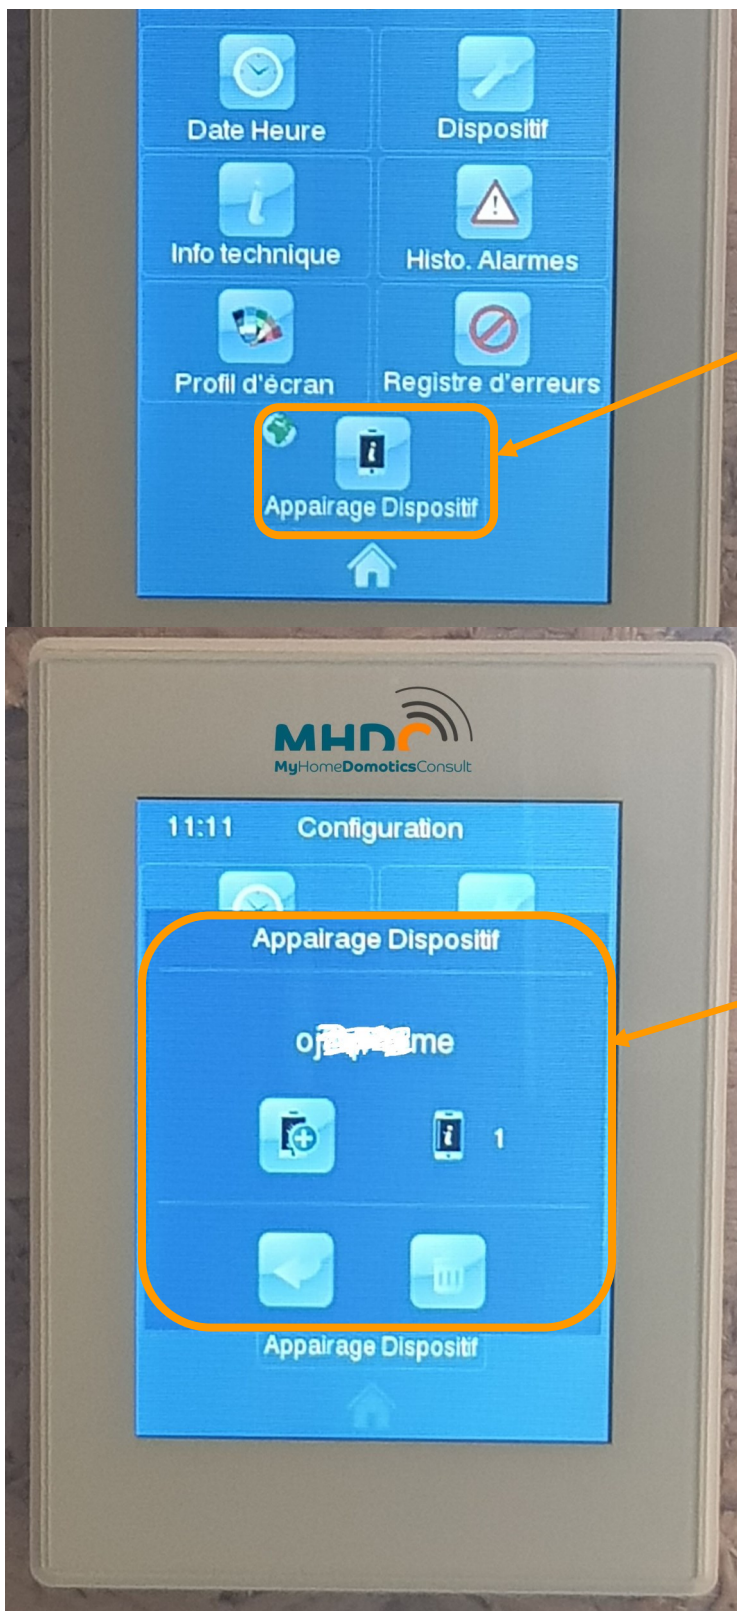 Date Heure
Dispositif
Info technique
Histo. Alarmes
Profil d'écran
Registre d'erreurs
Appairage Dispositif
MHDC
MyHomeDomoticsConsult
11:11 Configuration
Appairage Dispositif
1
Appairage Dispositif